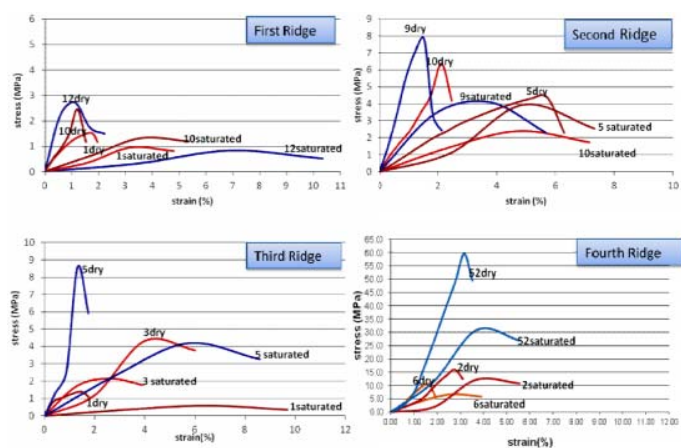 First Ridge
stress (MPa)
6
5
4
3
2
1
0
12dry
10dry
1dry
1saturated
10saturated
12saturated
0 1 2 3 4 5 6 7 8 9 10 11
strain (%)
Second Ridge
stress (MPa)
9
8
7
6
5
4
3
2
1
0
9dry
10dry
9saturated
5dry
5 saturated
10saturated
0 2 4 6 8 10
strain (%)
Third Ridge
stress (MPa)
10
9
8
7
6
5
4
3
2
1
0
5dry
3dry
5 saturated
3 saturated
1dry
1saturated
0 2 4 6 8 10 12
strain(%)
Fourth Ridge
stress (MPa)
65.0
60.0
55.0
50.0
45.0
40.0
35.0
30.0
25.0
20.0
15.0
10.0
5.0
0.0
52dry
52saturated
2dry
6dry
2saturated
6saturated
0.00 1.00% 2.00% 3.00% 4.00% 5.00% 6.00% 7.00% 8.00% 9.00% 10.00% 11.00% 12.00%
strain(%)